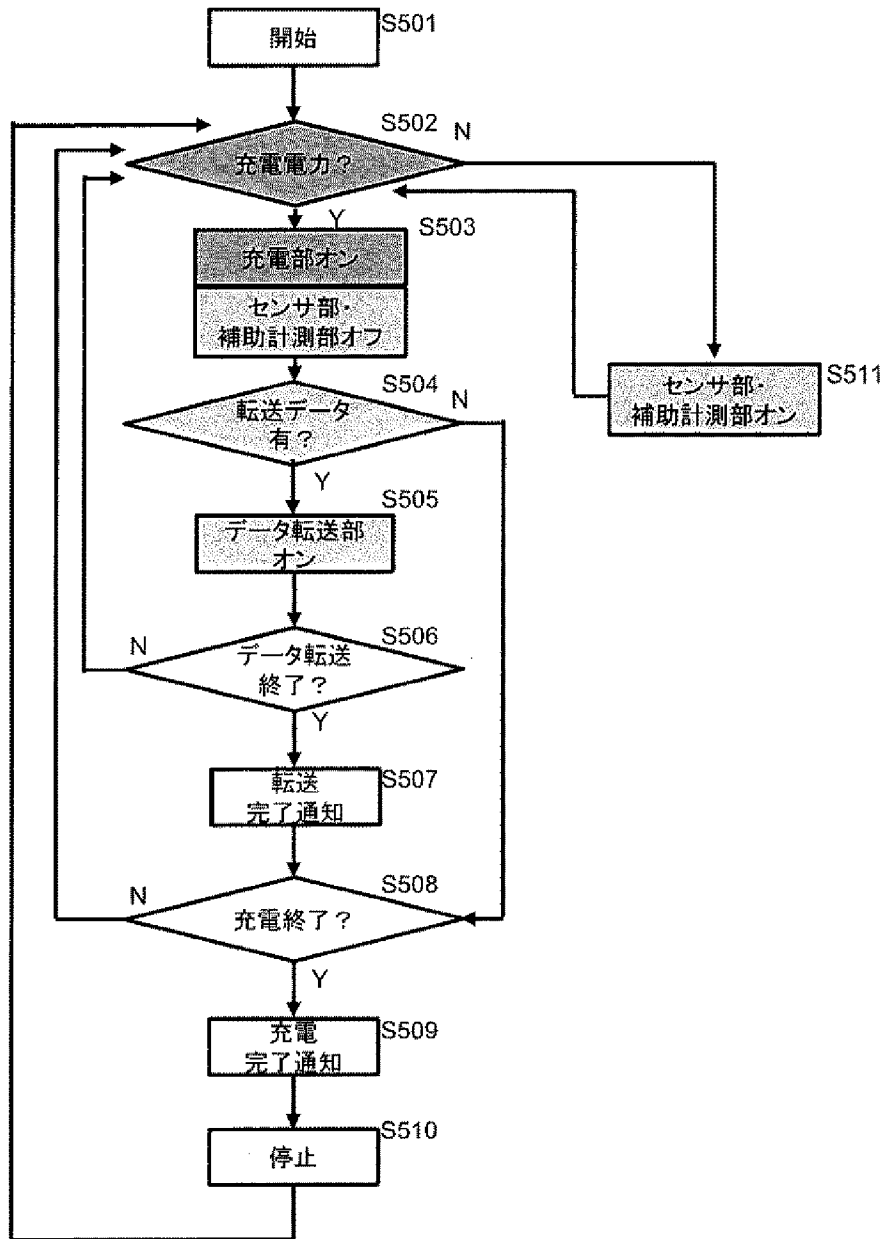 開始
S501
S502
N
充電電力？
Y
S503
充電部オン
センサ部・
補助計測部オフ
S504
N
転送データ
有？
Y
センサ部・
補助計測部オン
S511
S505
データ転送部
オン
N
S506
データ転送
終了？
Y
転送
完了通知
S507
N
S508
充電終了？
Y
充電
完了通知
S509
停止
S510